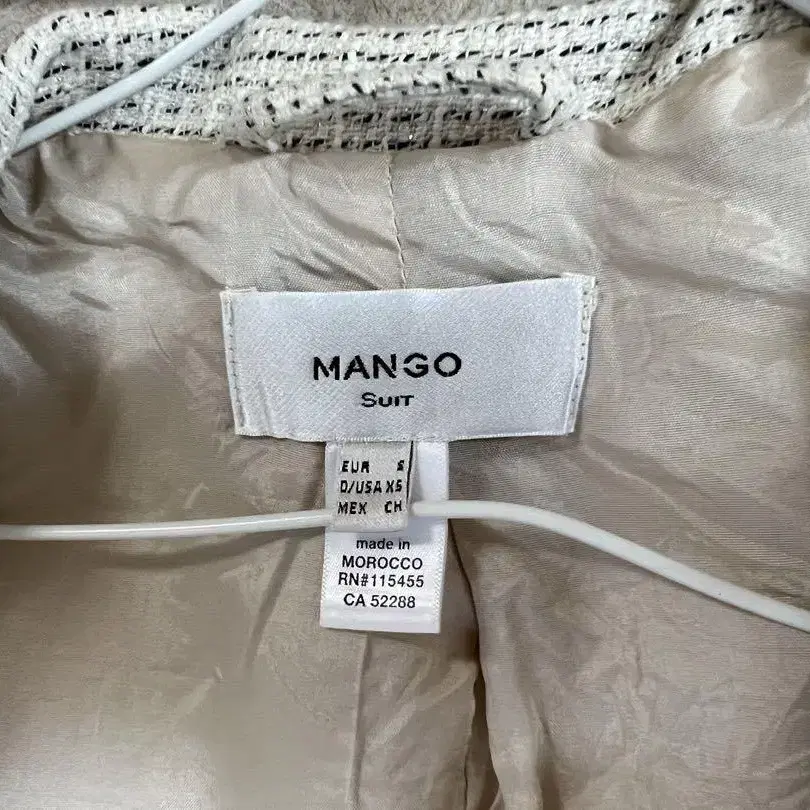 MANGO
SUIT
EUR S
D/USA XS
MEX CH
made in
MOROCCO
RN#115455
CA 52288